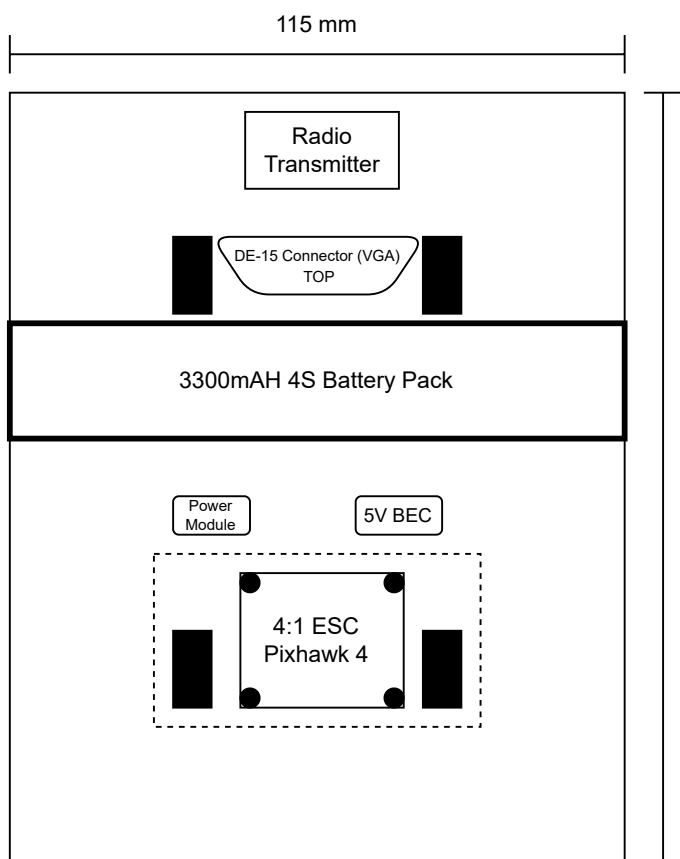 115 mm
Radio
Transmitter
DE-15 Connector (VGA)
TOP
3300mAH 4S Battery Pack
Power
Module
5V BEC
4:1 ESC
Pixhawk 4